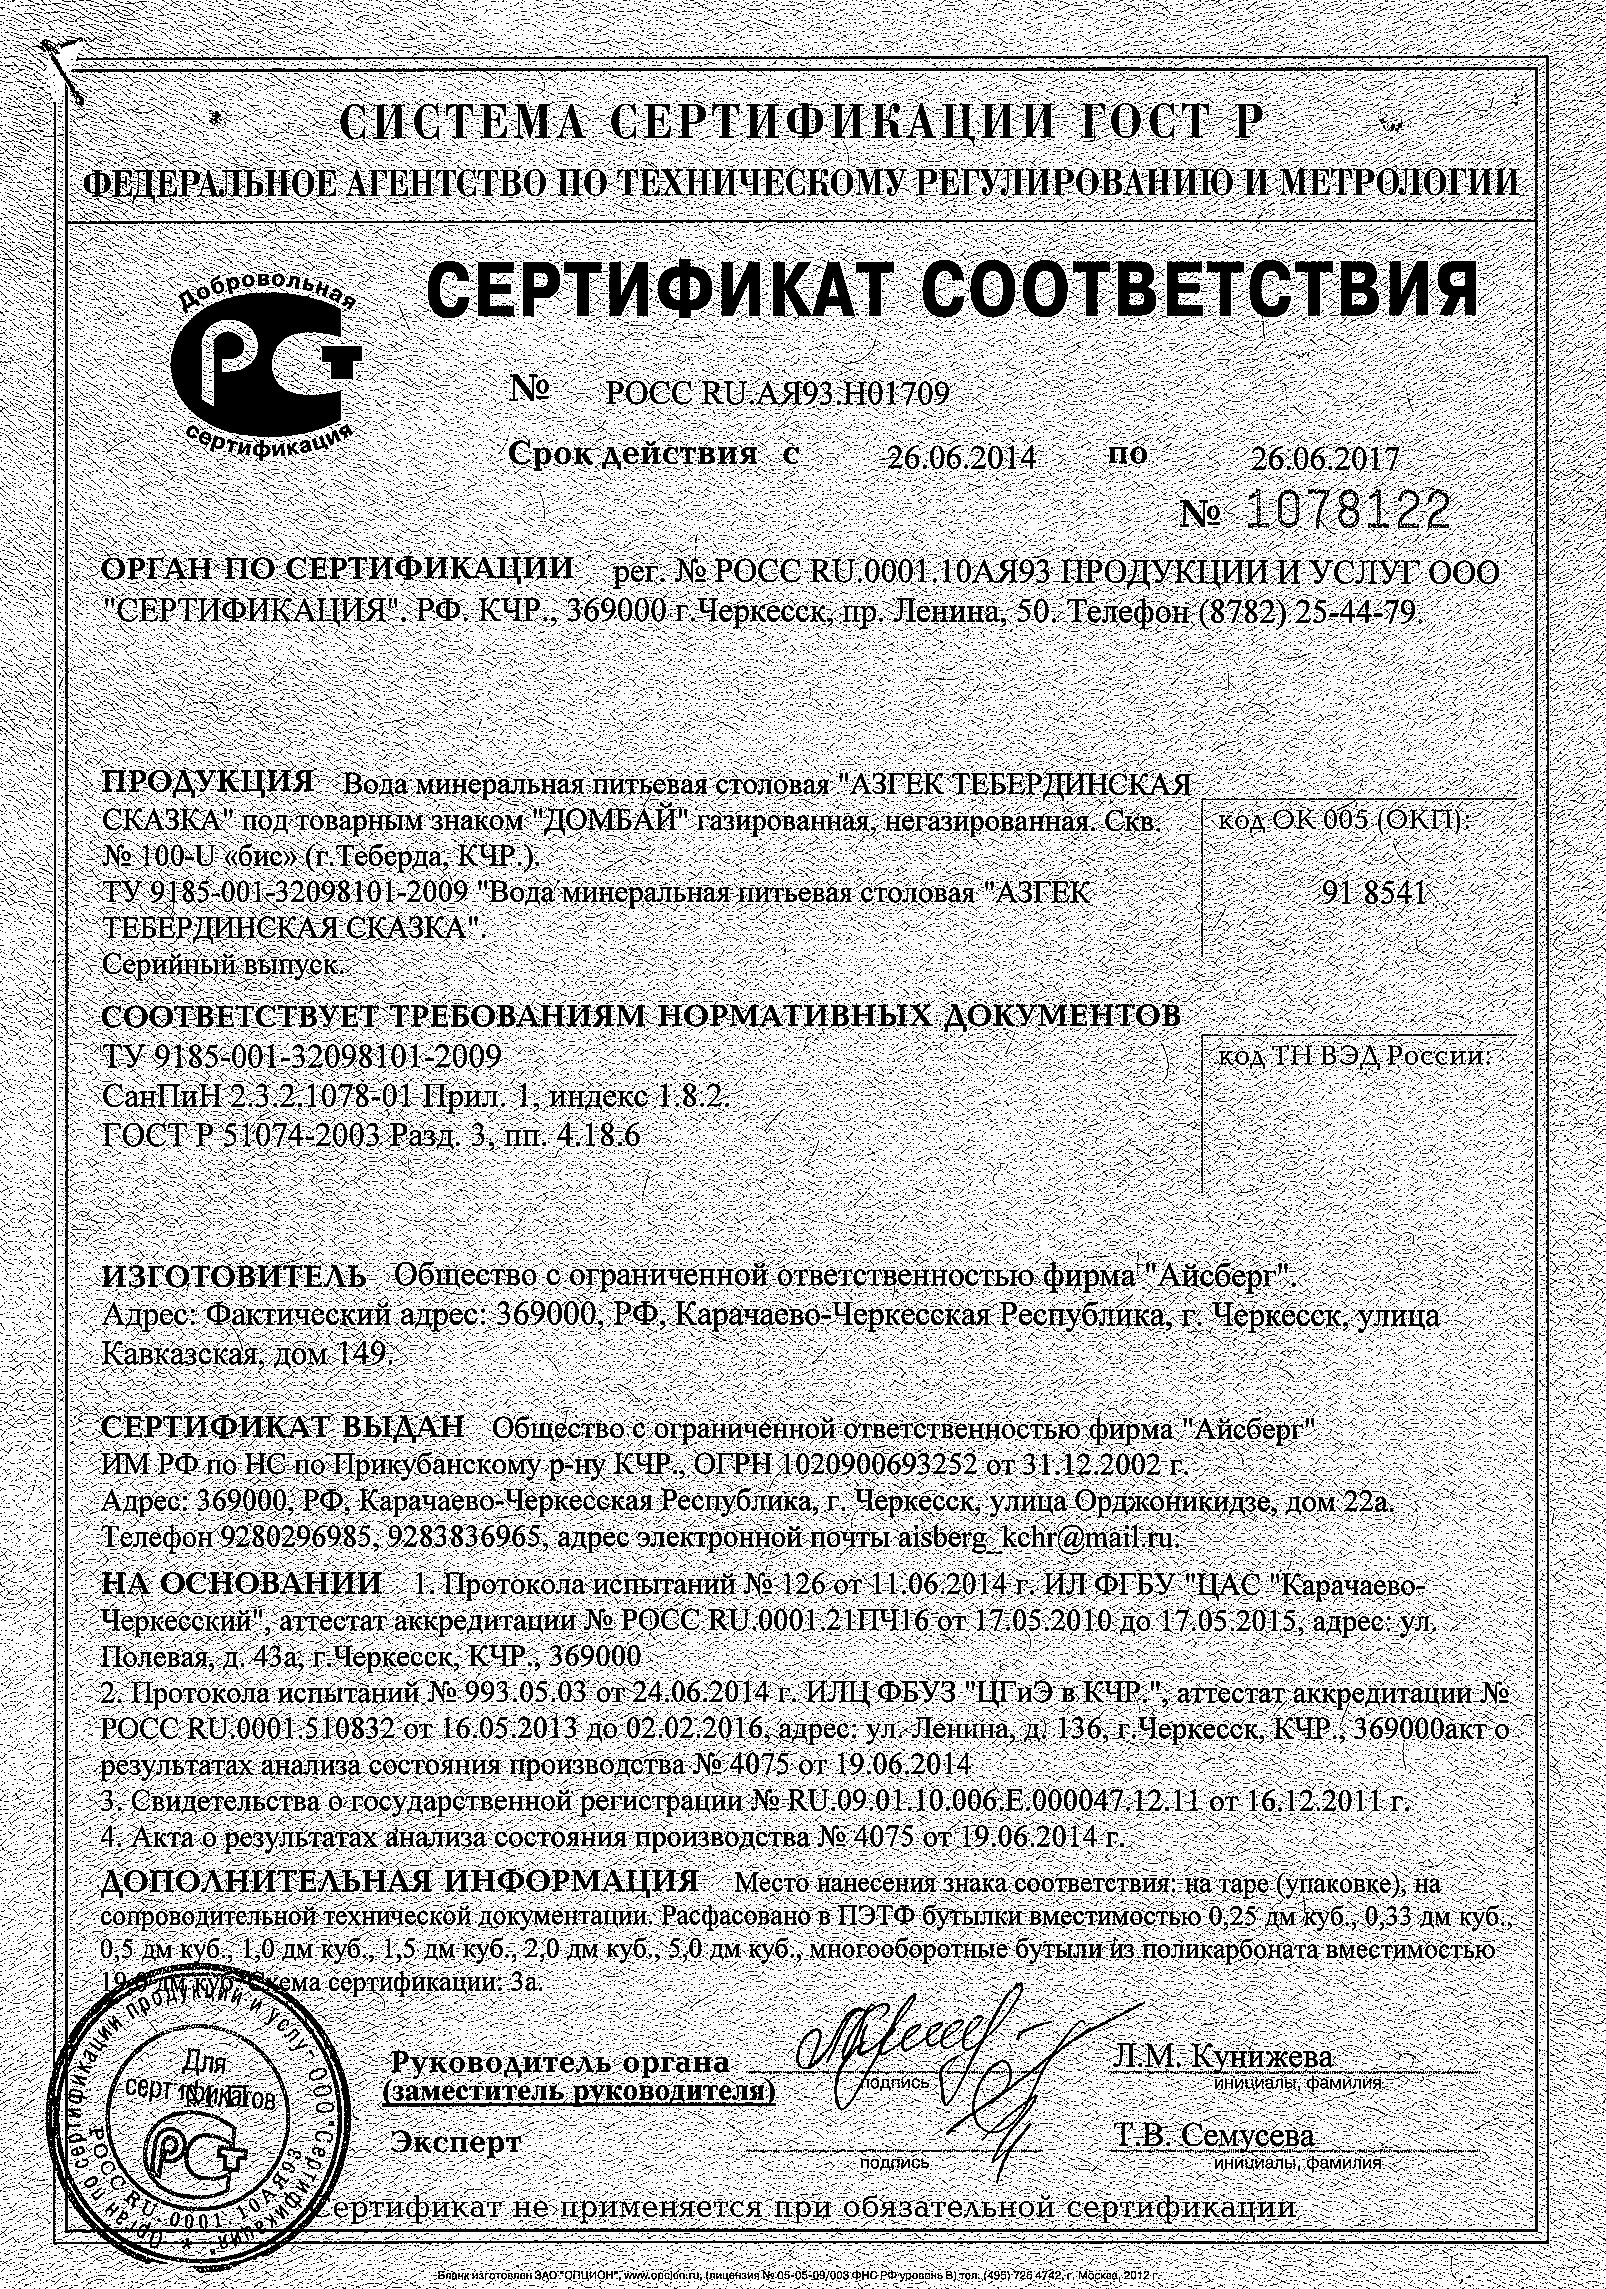 СИСТЕМА СЕРТИФИКАЦИИ ГОСТ Р
ФЕДЕРАЛЬНОЕ АГЕНТСТВО ПО ТЕХНИЧЕСКОМУ РЕГУЛИРОВАНИЮ И МЕТРОЛОГИИ
Добровольная
сертификация
СЕРТИФИКАТ СООТВЕТСТВИЯ
№ РОСС RU.АЯ93.Н01709
Срок действия с 26.06.2014 по 26.06.2017
№ 1078122
ОРГАН ПО СЕРТИФИКАЦИИ рег. № РОСС RU.0001.10АЯ93 ПРОДУКЦИИ И УСЛУГ ООО
"СЕРТИФИКАЦИЯ". РФ. КЧР., 369000 г.Черкесск, пр. Ленина, 50. Телефон (8782) 25-44-79.
ПРОДУКЦИЯ Вода минеральная питьевая столовая "АЗГЕК ТЕБЕРДИНСКАЯ
СКАЗКА" под товарным знаком "ДОМБАЙ" газированная, негазированная. Скв.
№ 100-U «бис» (г.Теберда, КЧР.).
ТУ 9185-001-32098101-2009 "Вода минеральная питьевая столовая "АЗГЕК
ТЕБЕРДИНСКАЯ СКАЗКА".
Серийный выпуск.
код ОК 005 (ОКП):
91 8541
СООТВЕТСТВУЕТ ТРЕБОВАНИЯМ НОРМАТИВНЫХ ДОКУМЕНТОВ
ТУ 9185-001-32098101-2009
СанПиН 2.3.2.1078-01 Прил. 1, индекс 1.8.2.
ГОСТ Р 51074-2003 Разд. 3, пп. 4.18.6
код ТН ВЭД России:
ИЗГОТОВИТЕЛЬ Общество с ограниченной ответственностью фирма "Айсберг".
Адрес: Фактический адрес: 369000, РФ, Карачаево-Черкесская Республика, г. Черкесск, улица
Кавказская, дом 149.
СЕРТИФИКАТ ВЫДАН Общество с ограниченной ответственностью фирма "Айсберг"
ИМ РФ по НС по Прикубанскому р-ну КЧР., ОГРН 1020900693252 от 31.12.2002 г.
Адрес: 369000, РФ, Карачаево-Черкесская Республика, г. Черкесск, улица Орджоникидзе, дом 22а.
Телефон 9280296985, 9283836965, адрес электронной почты aisberg_kchr@mail.ru.
НА ОСНОВАНИИ 1. Протокола испытаний № 126 от 11.06.2014 г. ИЛ ФГБУ "ЦАС "Карачаево-
Черкесский", аттестат аккредитации № РОСС RU.0001.21ПЧ16 от 17.05.2010 до 17.05.2015, адрес: ул.
Полевая, д. 43а, г.Черкесск, КЧР., 369000
2. Протокола испытаний № 993.05.03 от 24.06.2014 г. ИЛЦ ФБУЗ "ЦГиЭ в КЧР.", аттестат аккредитации №
РОСС RU.0001.510832 от 16.05.2013 до 02.02.2016, адрес: ул. Ленина, д. 136, г.Черкесск, КЧР., 369000акт о
результатах анализа состояния производства № 4075 от 19.06.2014
3. Свидетельства о государственной регистрации № RU.09.01.10.006.Е.000047.12.11 от 16.12.2011 г.
4. Акта о результатах анализа состояния производства № 4075 от 19.06.2014 г.
ДОПОЛНИТЕЛЬНАЯ ИНФОРМАЦИЯ Место нанесения знака соответствия: на таре (упаковке), на
сопроводительной технической документации. Расфасовано в ПЭТФ бутылки вместимостью 0,25 дм куб., 0,33 дм куб.,
0,5 дм куб., 1,0 дм куб., 1,5 дм куб., 2,0 дм куб., 5,0 дм куб., многооборотные бутыли из поликарбоната вместимостью
дм куб. Схема сертификации: 3а.
Орган по сертификации продукции и услуг ООО "Сертификация" *
РОСС RU.0001.10АЯ93
Для
сертификатов
М.П.
Руководитель органа
(заместитель руководителя)
подпись
Л.М. Кунижева
инициалы, фамилия
Эксперт
подпись
Т.В. Семусева
инициалы, фамилия
Сертификат не применяется при обязательной сертификации
Бланк изготовлен ЗАО "ОПЦИОН", www.opcion.ru, (лицензия № 05-05-09/003 ФНС РФ уровень В) тел. (495) 726 4742, г. Москва, 2012 г.